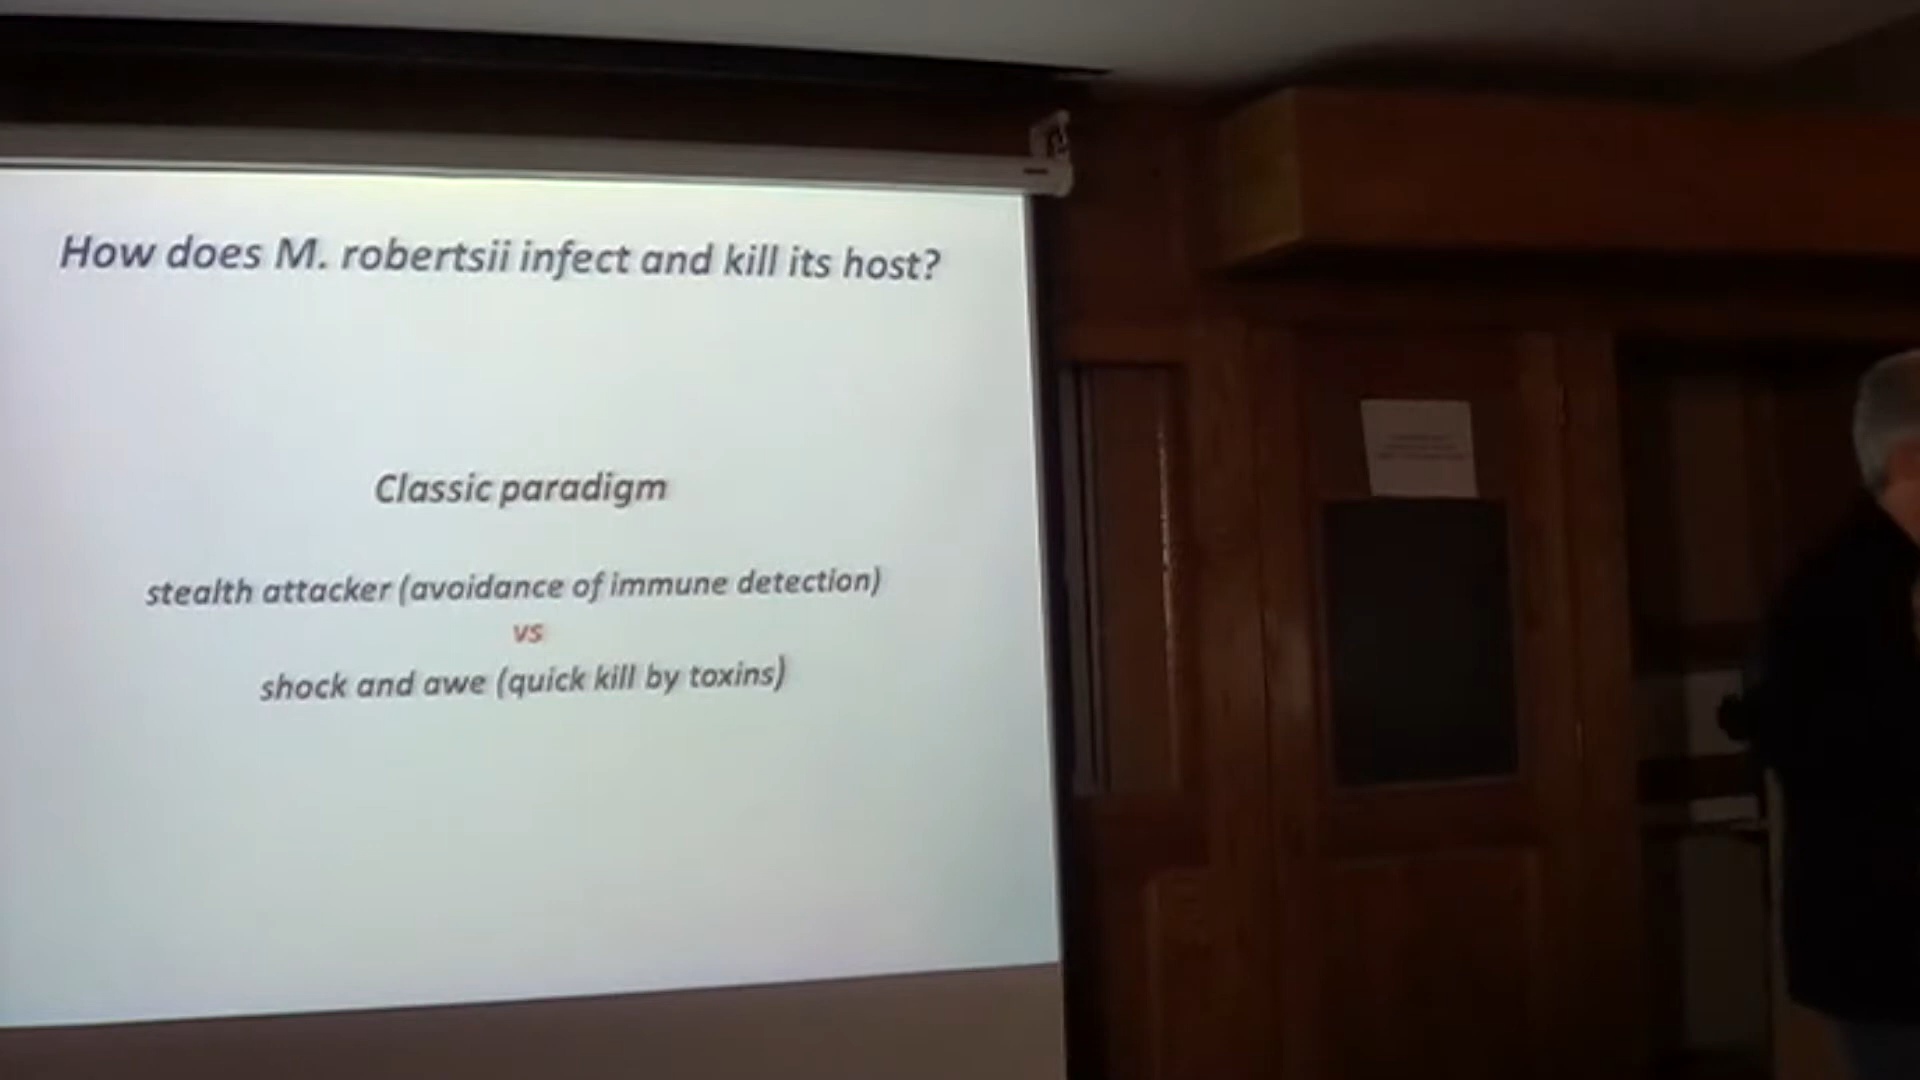 How does M. robertsii infect and kill its host?
Classic paradigm
stealth attacker (avoidance of immune detection)
vs
shock and awe (quick kill by toxins)